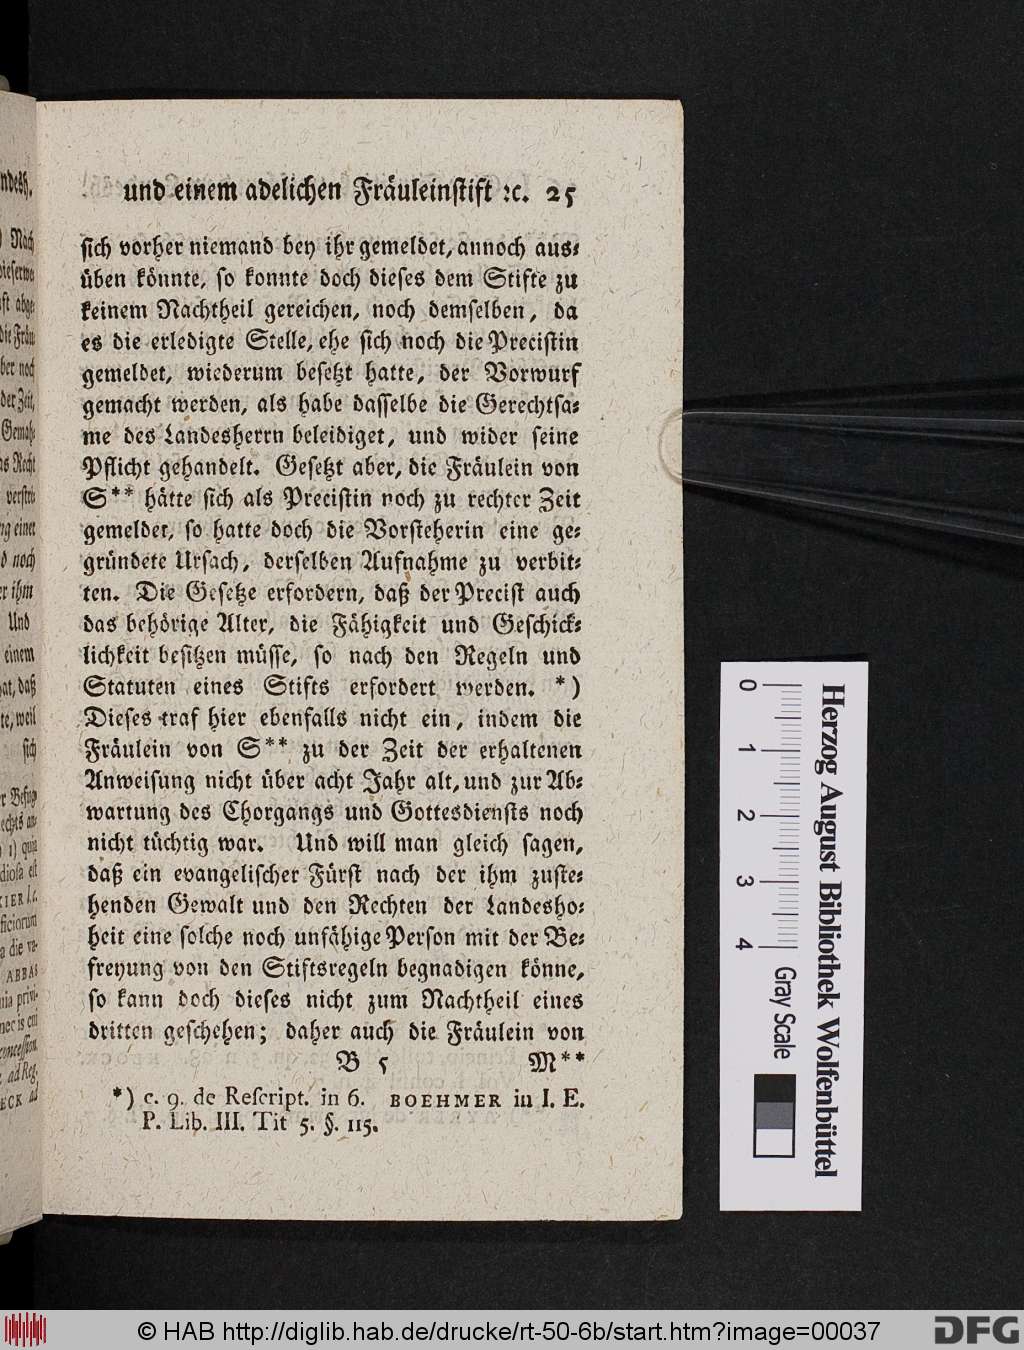 und einem adelichen Fräuleinstift ꝛc. 25
sich vorher niemand bey ihr gemeldet, annoch aus⸗
üben könnte, so konnte doch dieses dem Stifte zu
keinem Nachtheil gereichen, noch demselben, da
es die erledigte Stelle, ehe sich noch die Precistin
gemeldet, wiederum besetzt hatte, der Vorwurf
gemacht werden, als habe dasselbe die Gerechtsa⸗
me des Landesherrn beleidiget, und wider seine
Pflicht gehandelt. Gesetzt aber, die Fräulein von
S** hätte sich als Precistin noch zu rechter Zeit
gemeldet, so hatte doch die Vorsteherin eine ge⸗
gründete Ursach, derselben Aufnahme zu verbit⸗
ten. Die Gesetze erfordern, daß der Precist auch
das behörige Alter, die Fähigkeit und Geschick⸗
lichkeit besitzen müsse, so nach den Regeln und
Statuten eines Stifts erfordert werden. *)
Dieses traf hier ebenfalls nicht ein, indem die
Fräulein von S** zu der Zeit der erhaltenen
Anweisung nicht über acht Jahr alt, und zur Ab⸗
wartung des Chorgangs und Gottesdiensts noch
nicht tüchtig war. Und will man gleich sagen,
daß ein evangelischer Fürst nach der ihm zuste⸗
henden Gewalt und den Rechten der Landesho⸗
heit eine solche noch unfähige Person mit der Be⸗
freyung von den Stiftsregeln begnadigen könne,
so kann doch dieses nicht zum Nachtheil eines
dritten geschehen; daher auch die Fräulein von
B 5 M**
*) c. 9. de Rescript. in 6. BOEHMER in I. E.
P. Lib. III. Tit 5. §. 115.
0 1 2 3 4
Gray Scale
Herzog August Bibliothek Wolfenbüttel
© HAB http://diglib.hab.de/drucke/rt-50-6b/start.htm?image=00037
DFG